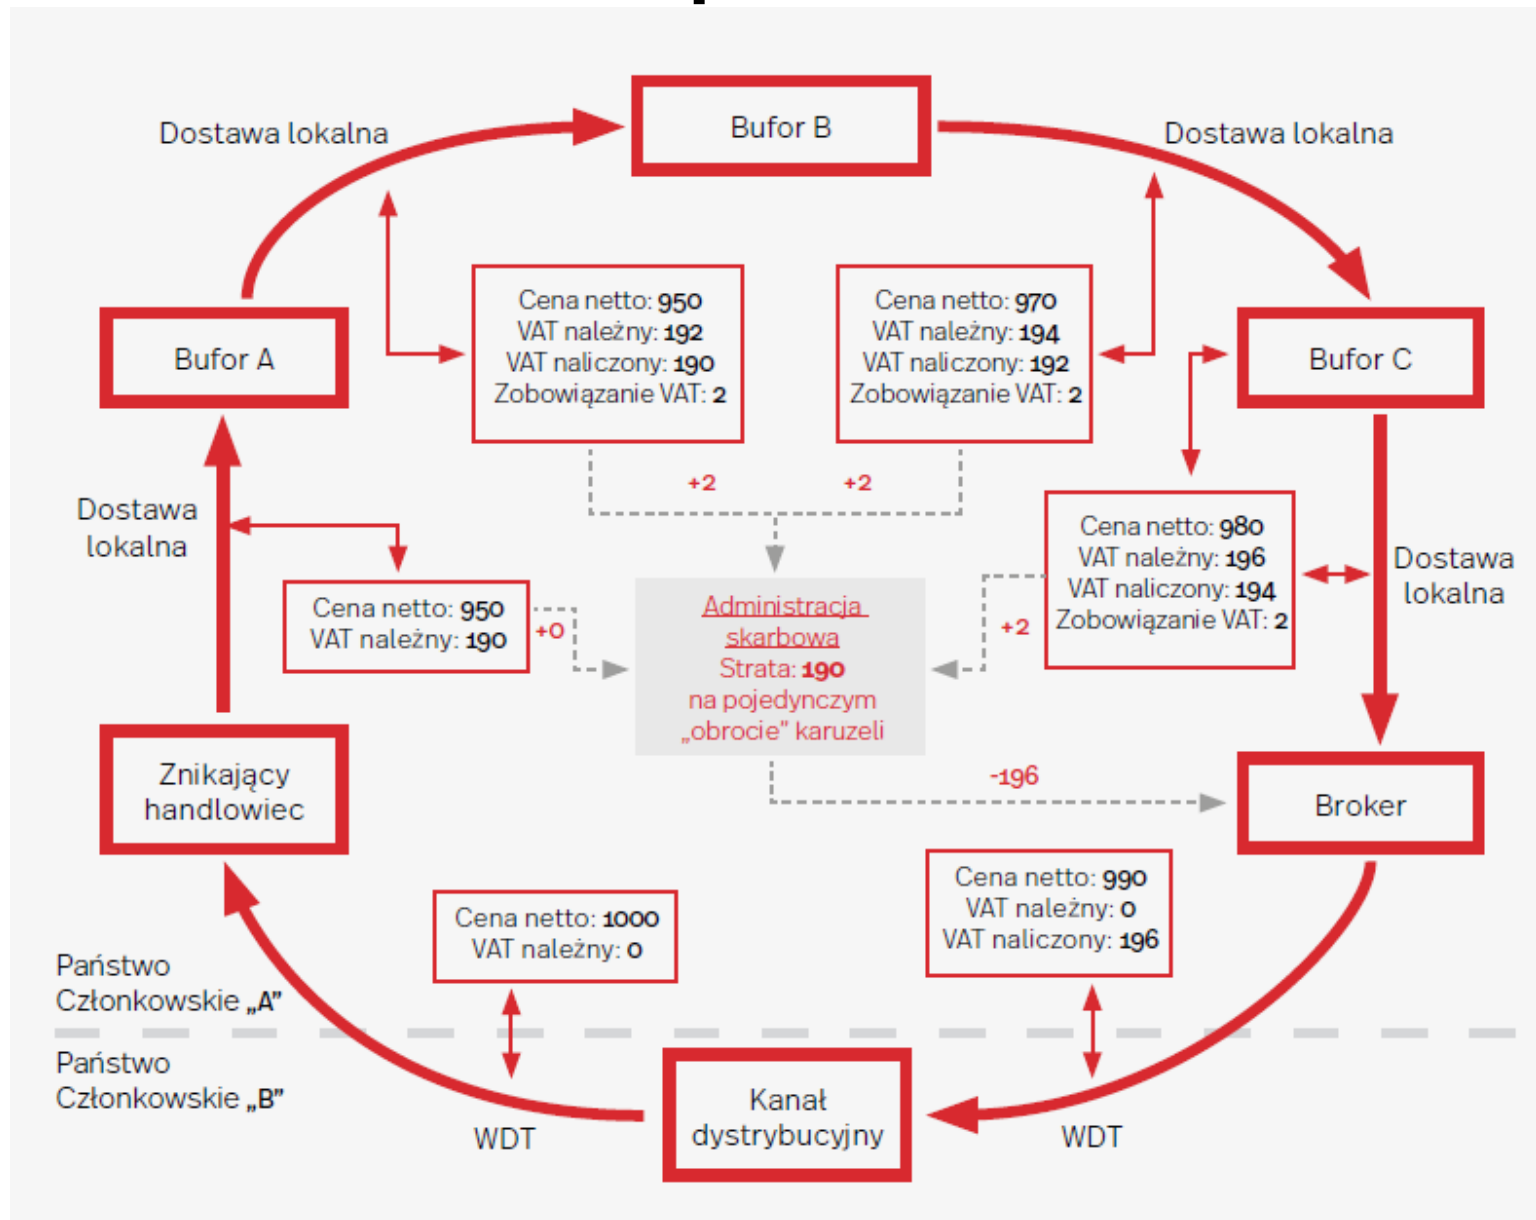 Dostawa lokalna
Bufor B
Dostawa lokalna
Bufor A
Cena netto: 950
VAT należny: 192
VAT naliczony: 190
Zobowiązanie VAT: 2
Cena netto: 970
VAT należny: 194
VAT naliczony: 192
Zobowiązanie VAT: 2
Bufor C
+2
+2
Dostawa
lokalna
Cena netto: 980
VAT należny: 196
VAT naliczony: 194
Zobowiązanie VAT: 2
Dostawa
lokalna
Cena netto: 950
VAT należny: 190
+0
Administracja
skarbowa
Strata: 190
na pojedynczym
„obrocie” karuzeli
+2
Znikający
handlowiec
-196
Broker
Cena netto: 1000
VAT należny: 0
Cena netto: 990
VAT należny: 0
VAT naliczony: 196
Państwo
Członkowskie „A”
Państwo
Członkowskie „B”
WDT
Kanał
dystrybucyjny
WDT